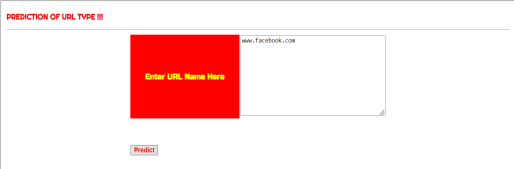 PREDICTION OF URL TYPE !!!
Enter URL Name Here
www.facebook.com
Predict